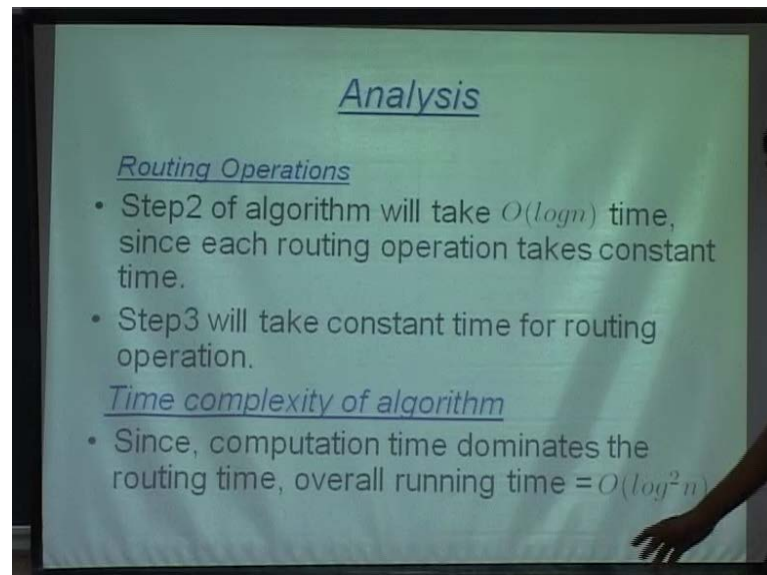 Analysis
Routing Operations
• Step2 of algorithm will take O(logn) time,
since each routing operation takes constant
time.
• Step3 will take constant time for routing
operation.
Time complexity of algorithm
• Since, computation time dominates the
routing time, overall running time = O(log²n)